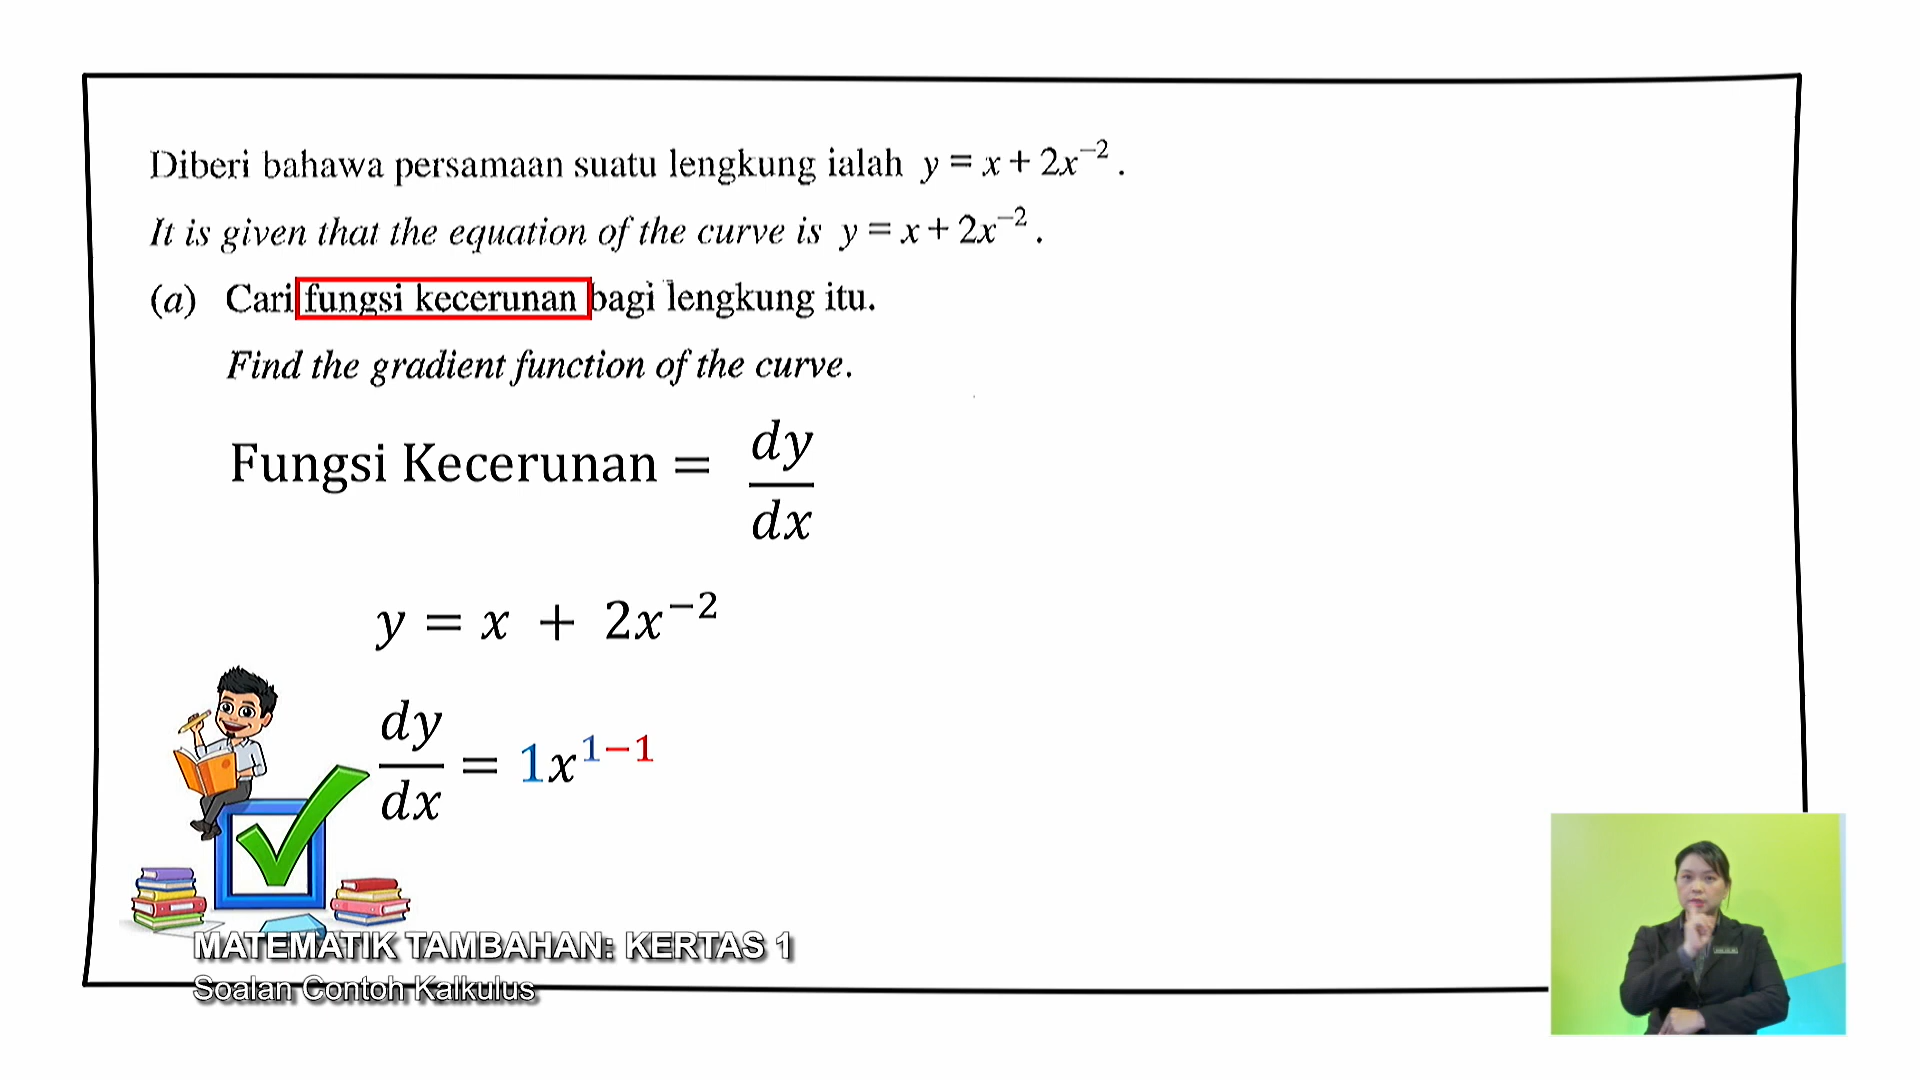 Diberi bahawa persamaan suatu lengkung ialah y = x + 2x⁻².
It is given that the equation of the curve is y = x + 2x⁻².
(a) Cari fungsi kecerunan bagi lengkung itu.
Find the gradient function of the curve.
Fungsi Kecerunan = dy/dx
y = x + 2x⁻²
dy/dx = 1x¹⁻¹
MATEMATIK TAMBAHAN: KERTAS 1
Soalan Contoh Kalkulus